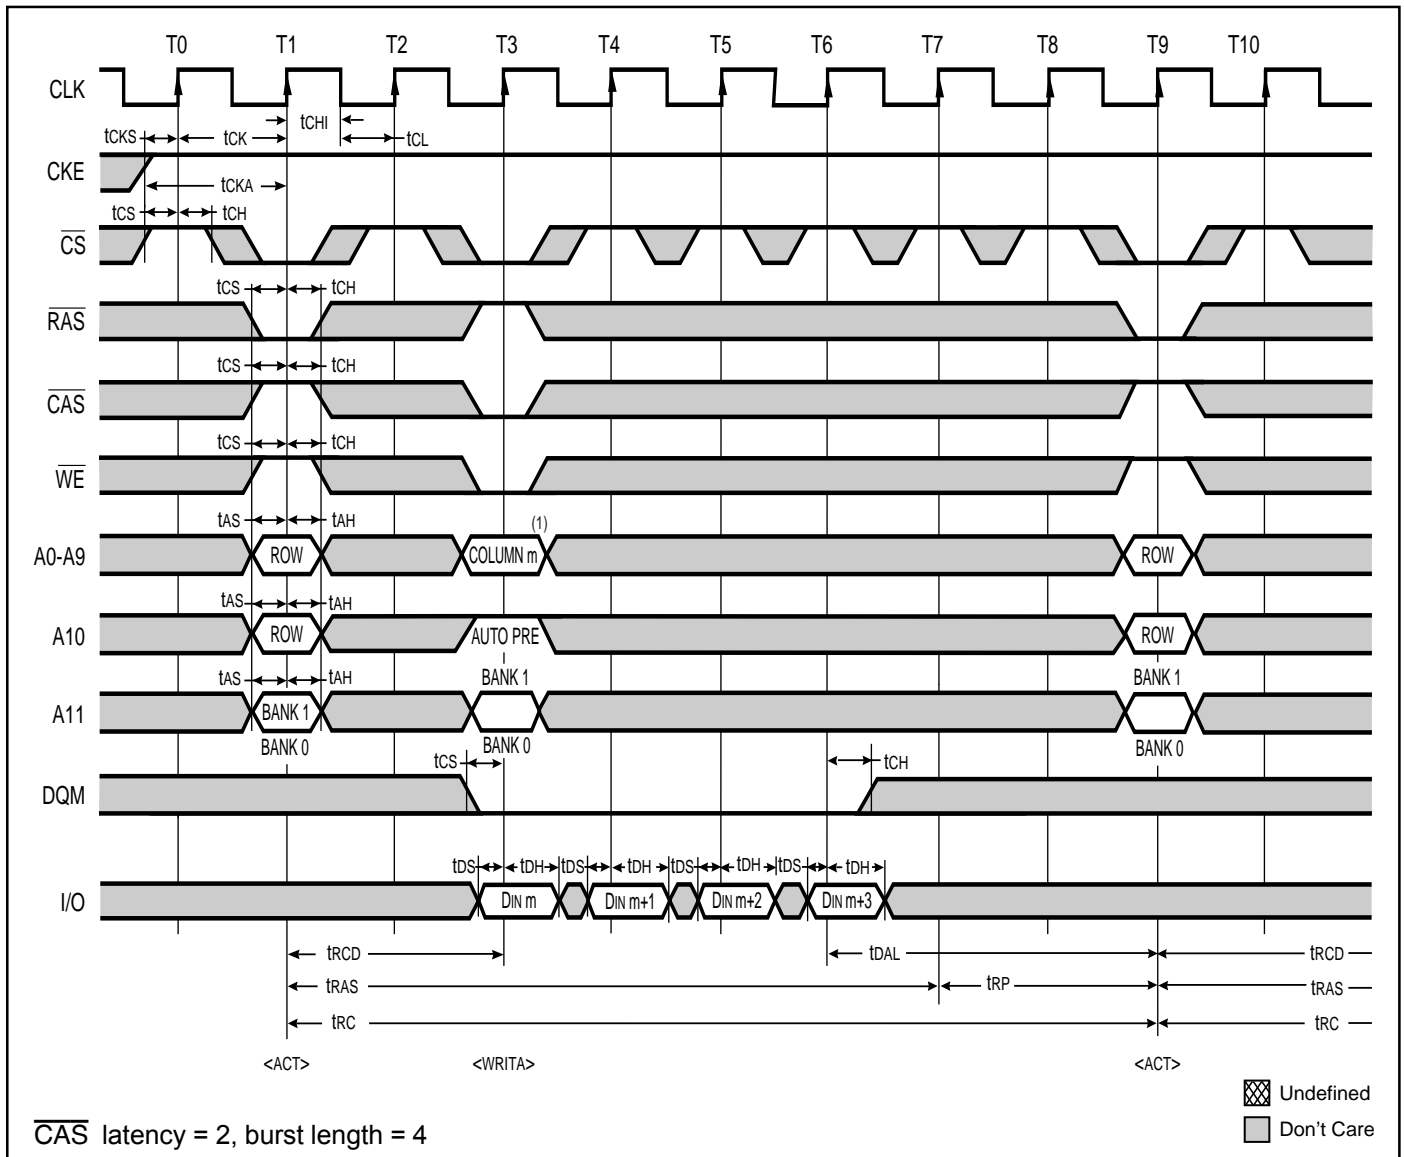 T0 T1 T2 T3 T4 T5 T6 T7 T8 T9 T10
CLK
tCHI
tCKS tCK tCL
CKE
tCKA
tCS tCH
CS
tCS tCH
RAS
tCS tCH
CAS
tCS tCH
WE
tAS tAH (1)
A0-A9 ROW COLUMN m ROW
tAS tAH
A10 ROW AUTO PRE ROW
tAS tAH BANK 1 BANK 1
A11 BANK 1
BANK 0 BANK 0 BANK 0
tCS tCH
DQM
tDS tDH tDS tDH tDS tDH tDS tDH
I/O DIN m DIN m+1 DIN m+2 DIN m+3
tRCD tDAL tRCD
tRAS tRP tRAS
tRC tRC
<ACT> <WRITA> <ACT>
Undefined
Don't Care
CAS latency = 2, burst length = 4